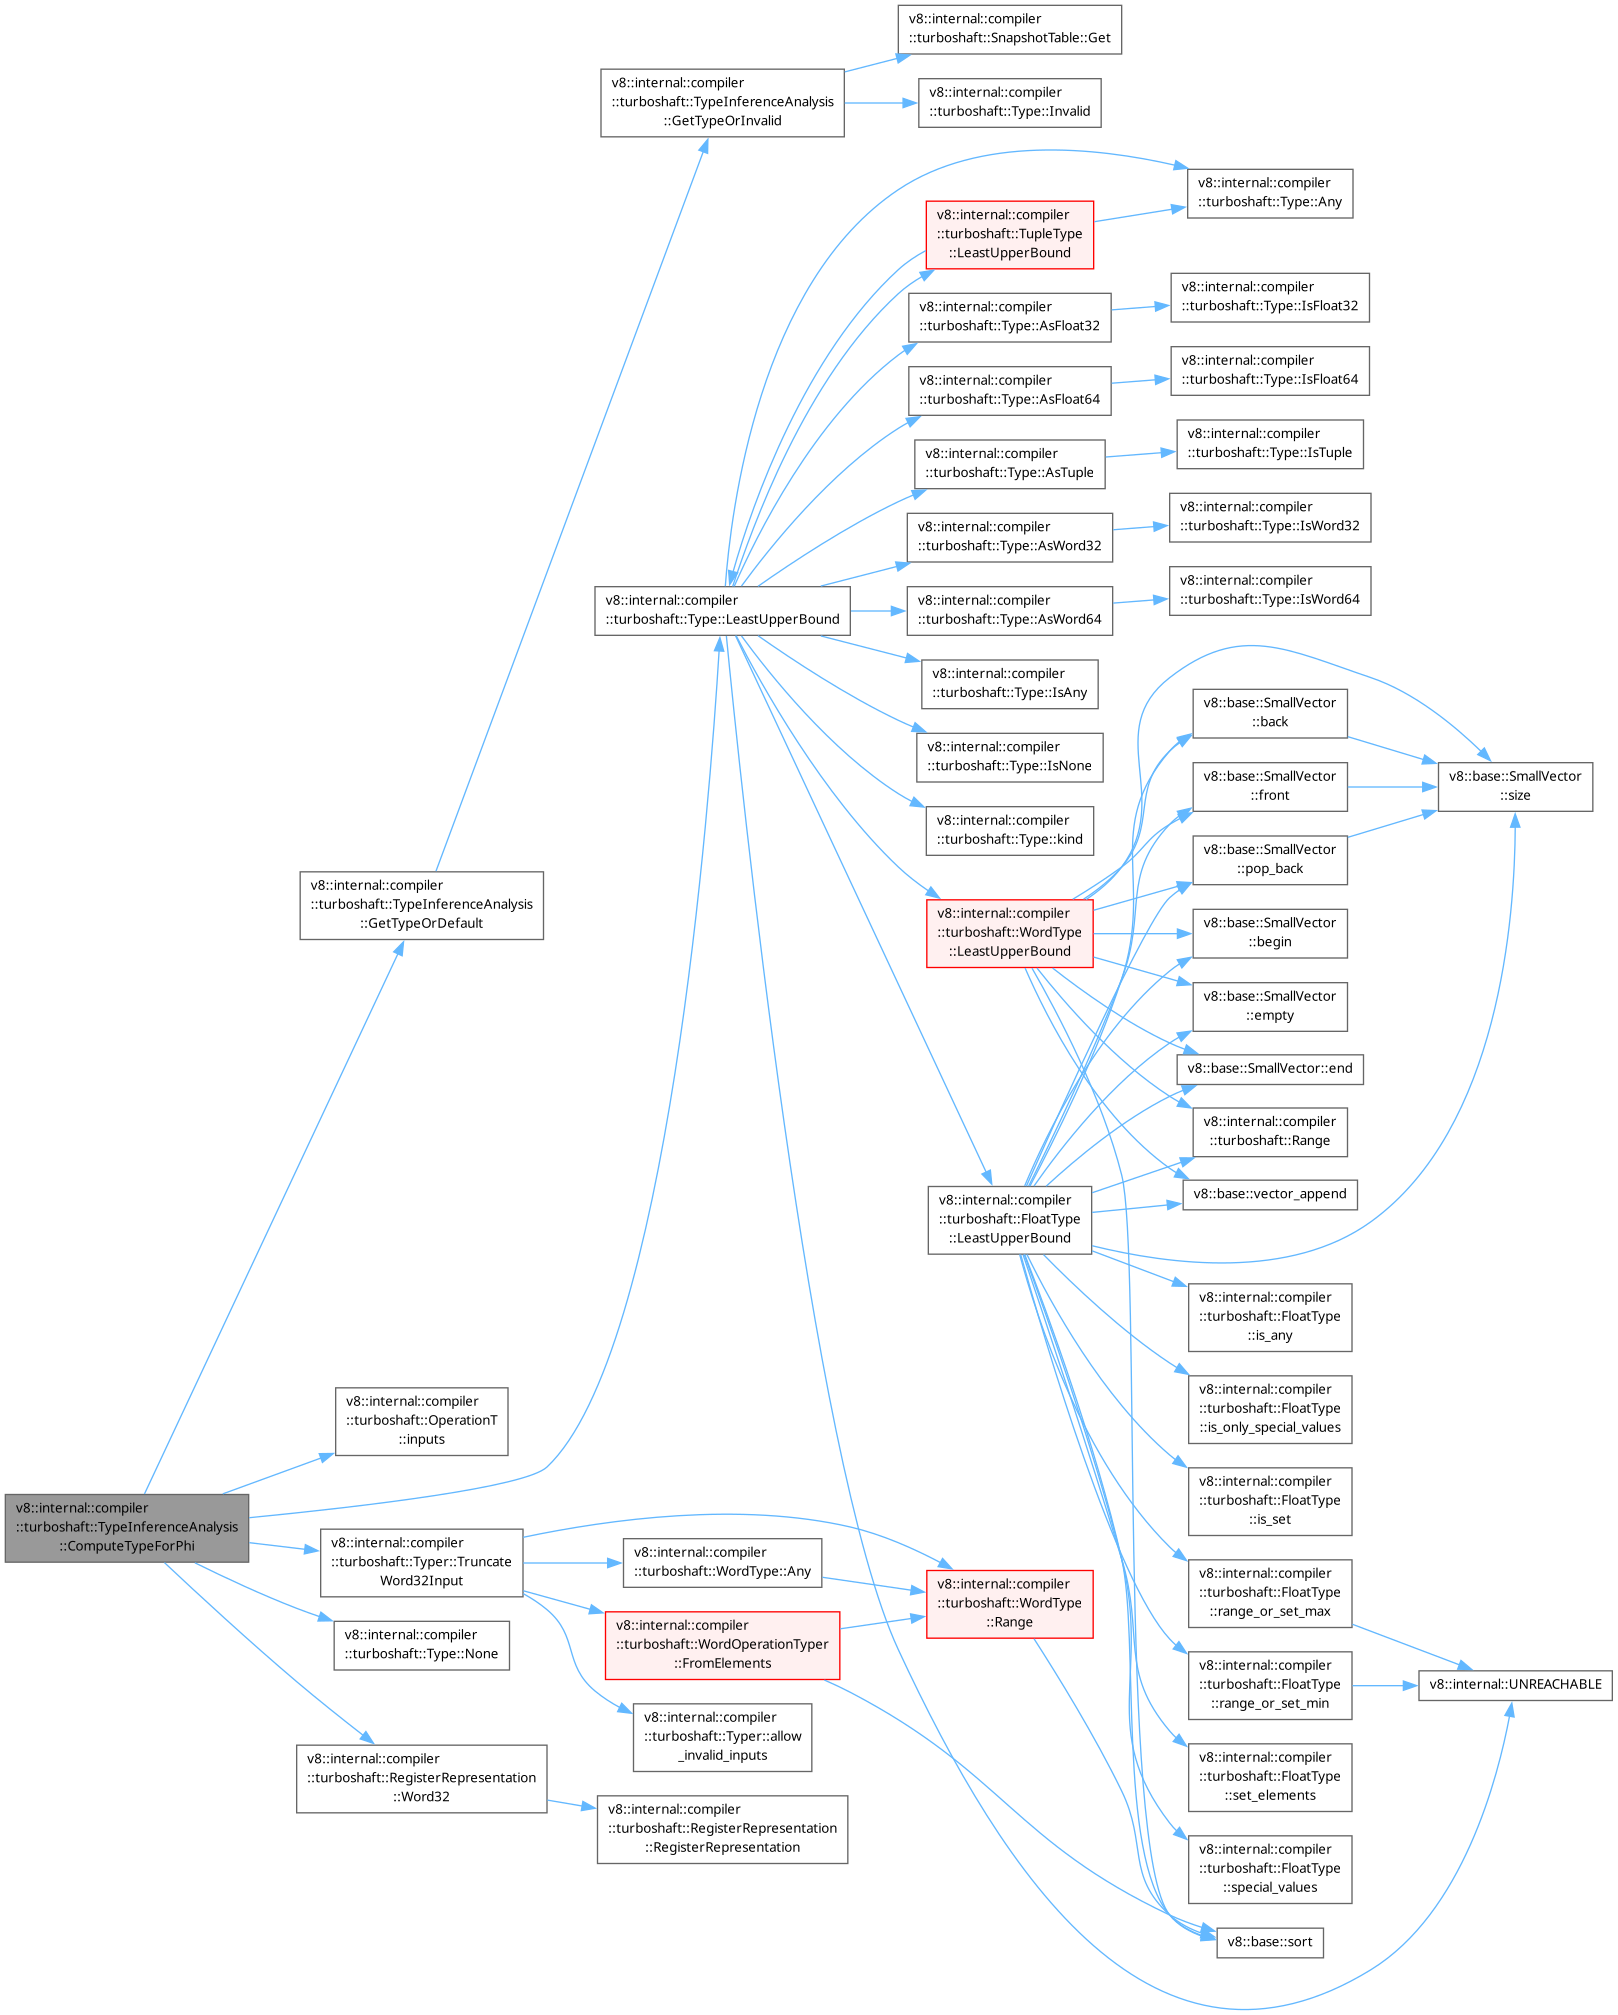 v8::internal::compiler
::turboshaft::SnapshotTable::Get
v8::internal::compiler
::turboshaft::TypeInferenceAnalysis
::GetTypeOrInvalid
v8::internal::compiler
::turboshaft::Type::Invalid
v8::internal::compiler
::turboshaft::Type::Any
v8::internal::compiler
::turboshaft::TupleType
::LeastUpperBound
v8::internal::compiler
::turboshaft::Type::IsFloat32
v8::internal::compiler
::turboshaft::Type::AsFloat32
v8::internal::compiler
::turboshaft::Type::IsFloat64
v8::internal::compiler
::turboshaft::Type::AsFloat64
v8::internal::compiler
::turboshaft::Type::IsTuple
v8::internal::compiler
::turboshaft::Type::AsTuple
v8::internal::compiler
::turboshaft::Type::IsWord32
v8::internal::compiler
::turboshaft::Type::AsWord32
v8::internal::compiler
::turboshaft::Type::IsWord64
v8::internal::compiler
::turboshaft::Type::LeastUpperBound
v8::internal::compiler
::turboshaft::Type::AsWord64
v8::internal::compiler
::turboshaft::Type::IsAny
v8::base::SmallVector
::back
v8::internal::compiler
::turboshaft::Type::IsNone
v8::base::SmallVector
::front
v8::base::SmallVector
::size
v8::internal::compiler
::turboshaft::Type::kind
v8::base::SmallVector
::pop_back
v8::internal::compiler
::turboshaft::TypeInferenceAnalysis
::GetTypeOrDefault
v8::internal::compiler
::turboshaft::WordType
::LeastUpperBound
v8::base::SmallVector
::begin
v8::base::SmallVector
::empty
v8::base::SmallVector::end
v8::internal::compiler
::turboshaft::Range
v8::base::vector_append
v8::internal::compiler
::turboshaft::FloatType
::LeastUpperBound
v8::internal::compiler
::turboshaft::FloatType
::is_any
v8::internal::compiler
::turboshaft::FloatType
::is_only_special_values
v8::internal::compiler
::turboshaft::OperationT
::inputs
v8::internal::compiler
::turboshaft::FloatType
::is_set
v8::internal::compiler
::turboshaft::TypeInferenceAnalysis
::ComputeTypeForPhi
v8::internal::compiler
::turboshaft::Typer::Truncate
Word32Input
v8::internal::compiler
::turboshaft::WordType::Any
v8::internal::compiler
::turboshaft::WordType
::Range
v8::internal::compiler
::turboshaft::FloatType
::range_or_set_max
v8::internal::compiler
::turboshaft::Type::None
v8::internal::compiler
::turboshaft::WordOperationTyper
::FromElements
v8::internal::compiler
::turboshaft::FloatType
::range_or_set_min
v8::internal::UNREACHABLE
v8::internal::compiler
::turboshaft::Typer::allow
_invalid_inputs
v8::internal::compiler
::turboshaft::RegisterRepresentation
::Word32
v8::internal::compiler
::turboshaft::FloatType
::set_elements
v8::internal::compiler
::turboshaft::RegisterRepresentation
::RegisterRepresentation
v8::internal::compiler
::turboshaft::FloatType
::special_values
v8::base::sort